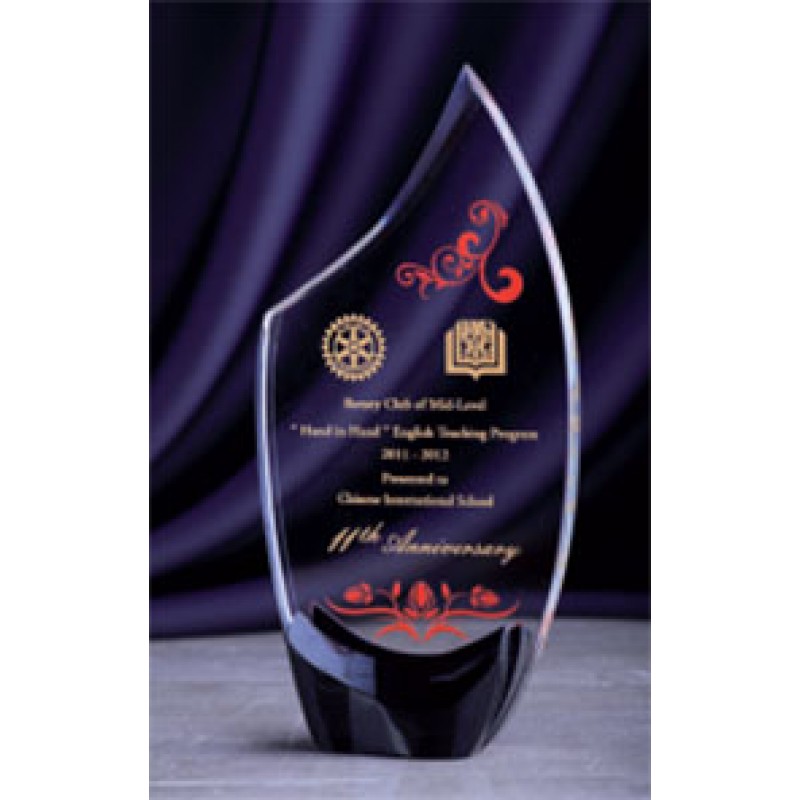 Rotary Club of Mid-Level
" Hand in Hand " English Teaching Program
2011 - 2012
Presented to
Chinese International School
11th Anniversary